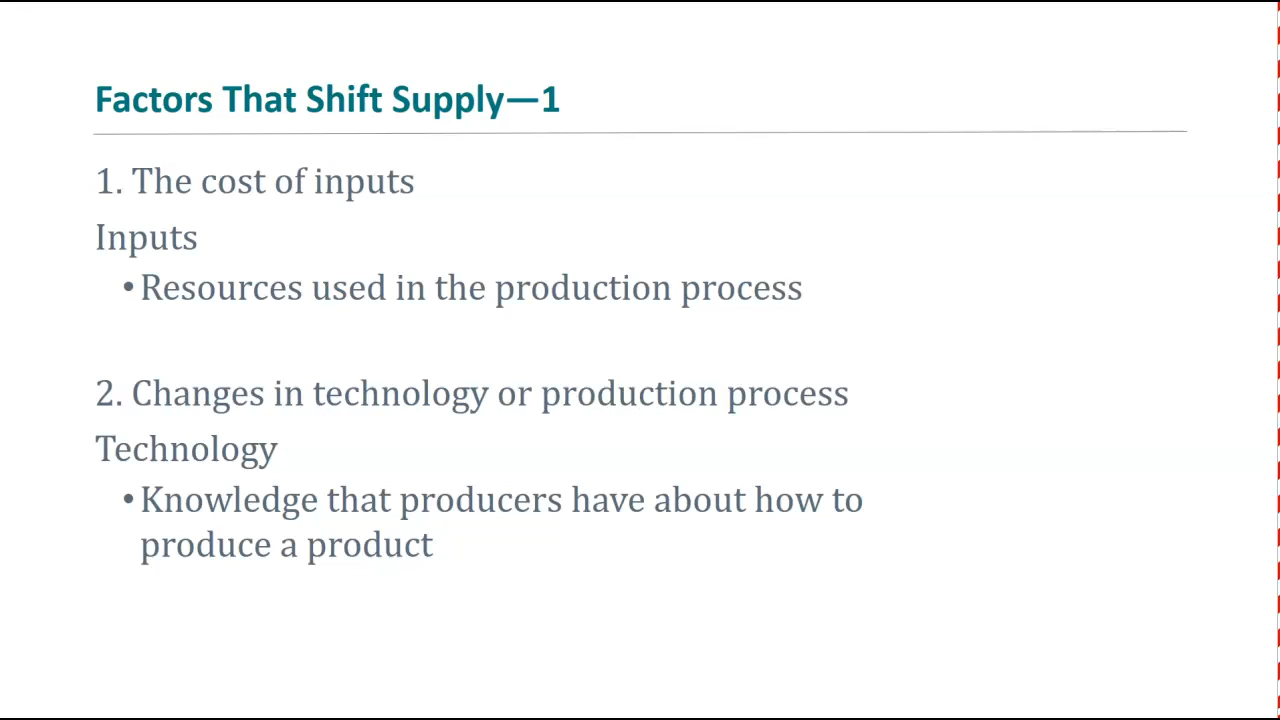 Factors That Shift Supply—1
1. The cost of inputs
Inputs
• Resources used in the production process
2. Changes in technology or production process
Technology
• Knowledge that producers have about how to
produce a product